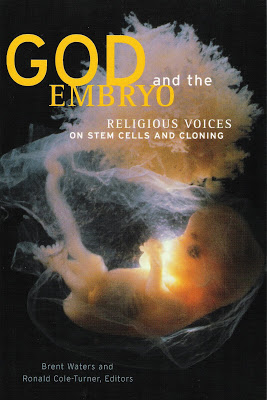 GOD and the
EMBRYO
RELIGIOUS VOICES
ON STEM CELLS AND CLONING
Brent Waters and
Ronald Cole-Turner, Editors